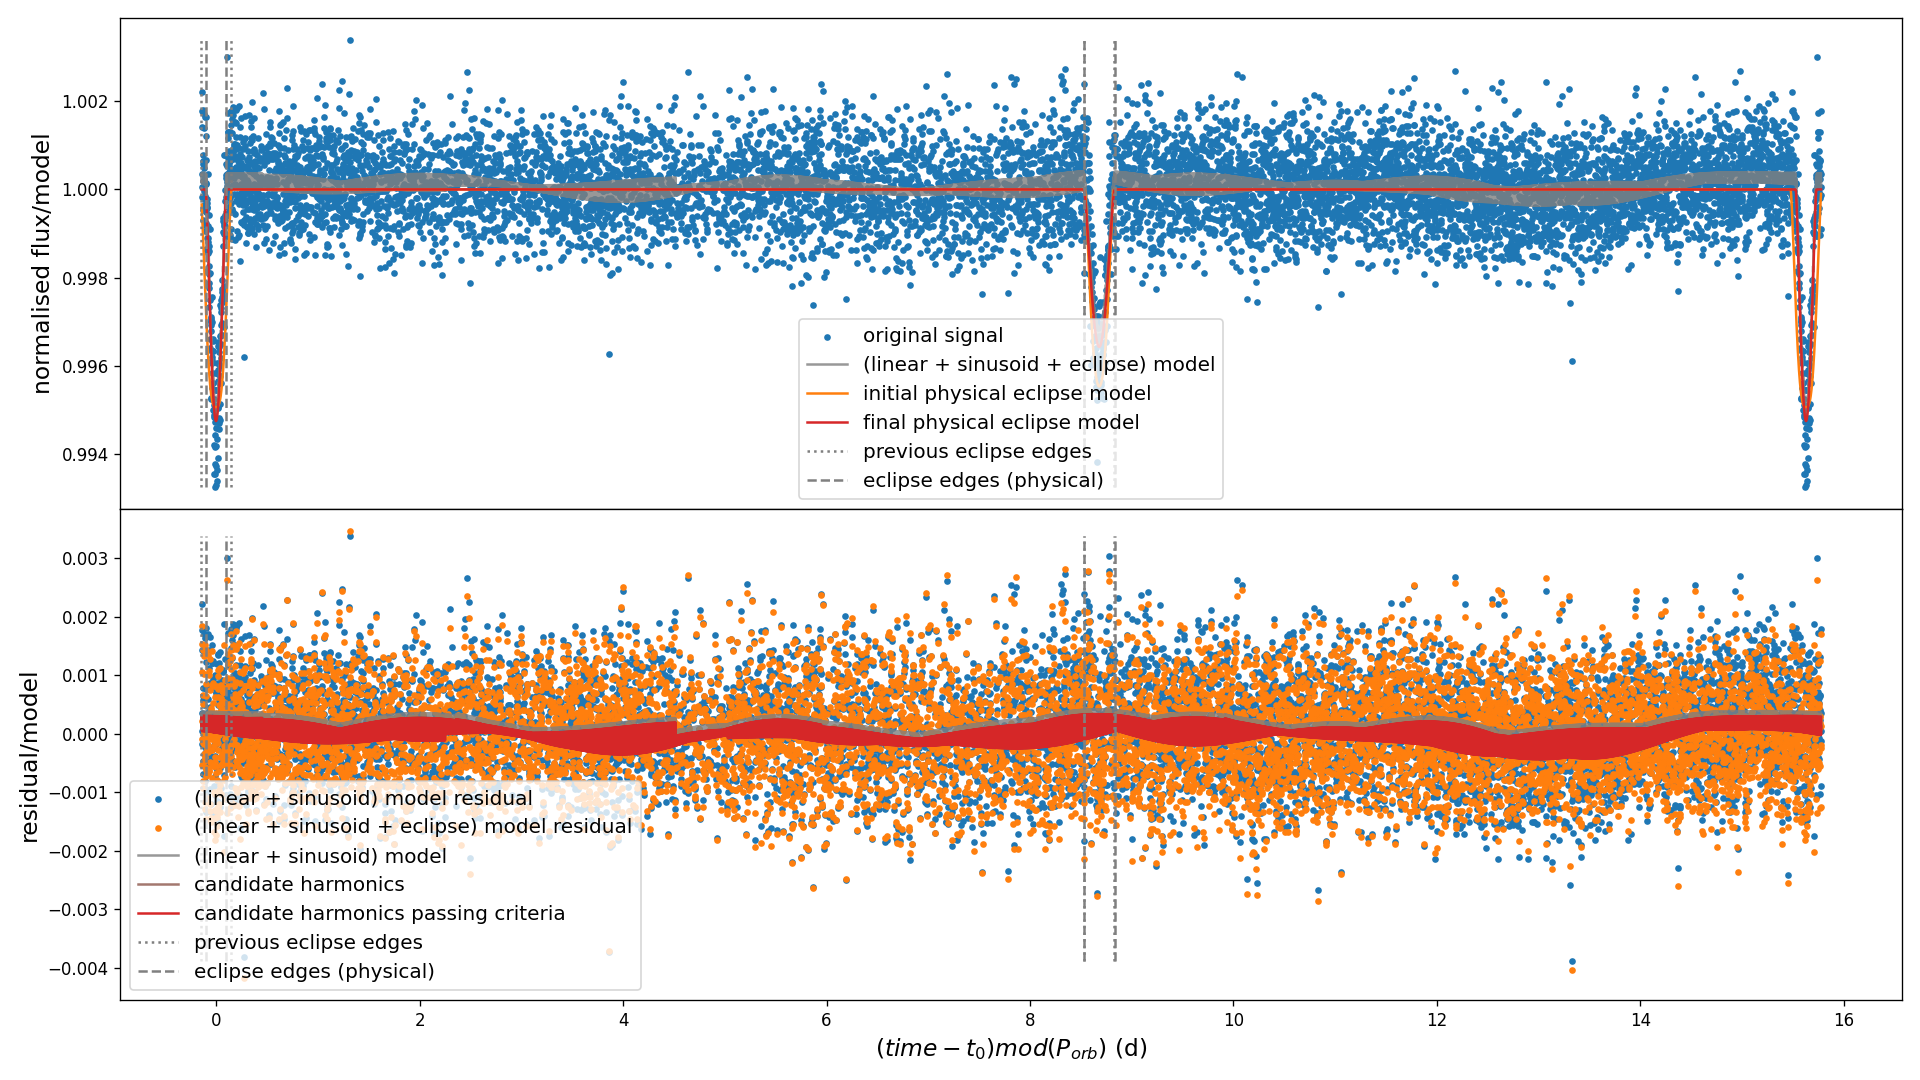 normalised flux/model
1.002
1.000
0.998
0.996
0.994
original signal
(linear + sinusoid + eclipse) model
initial physical eclipse model
final physical eclipse model
previous eclipse edges
eclipse edges (physical)
residual/model
0.003
0.002
0.001
0.000
−0.001
−0.002
−0.003
−0.004
(linear + sinusoid) model residual
(linear + sinusoid + eclipse) model residual
(linear + sinusoid) model
candidate harmonics
candidate harmonics passing criteria
previous eclipse edges
eclipse edges (physical)
0 2 4 6 8 10 12 14 16
(time − t₀)mod(P_orb) (d)